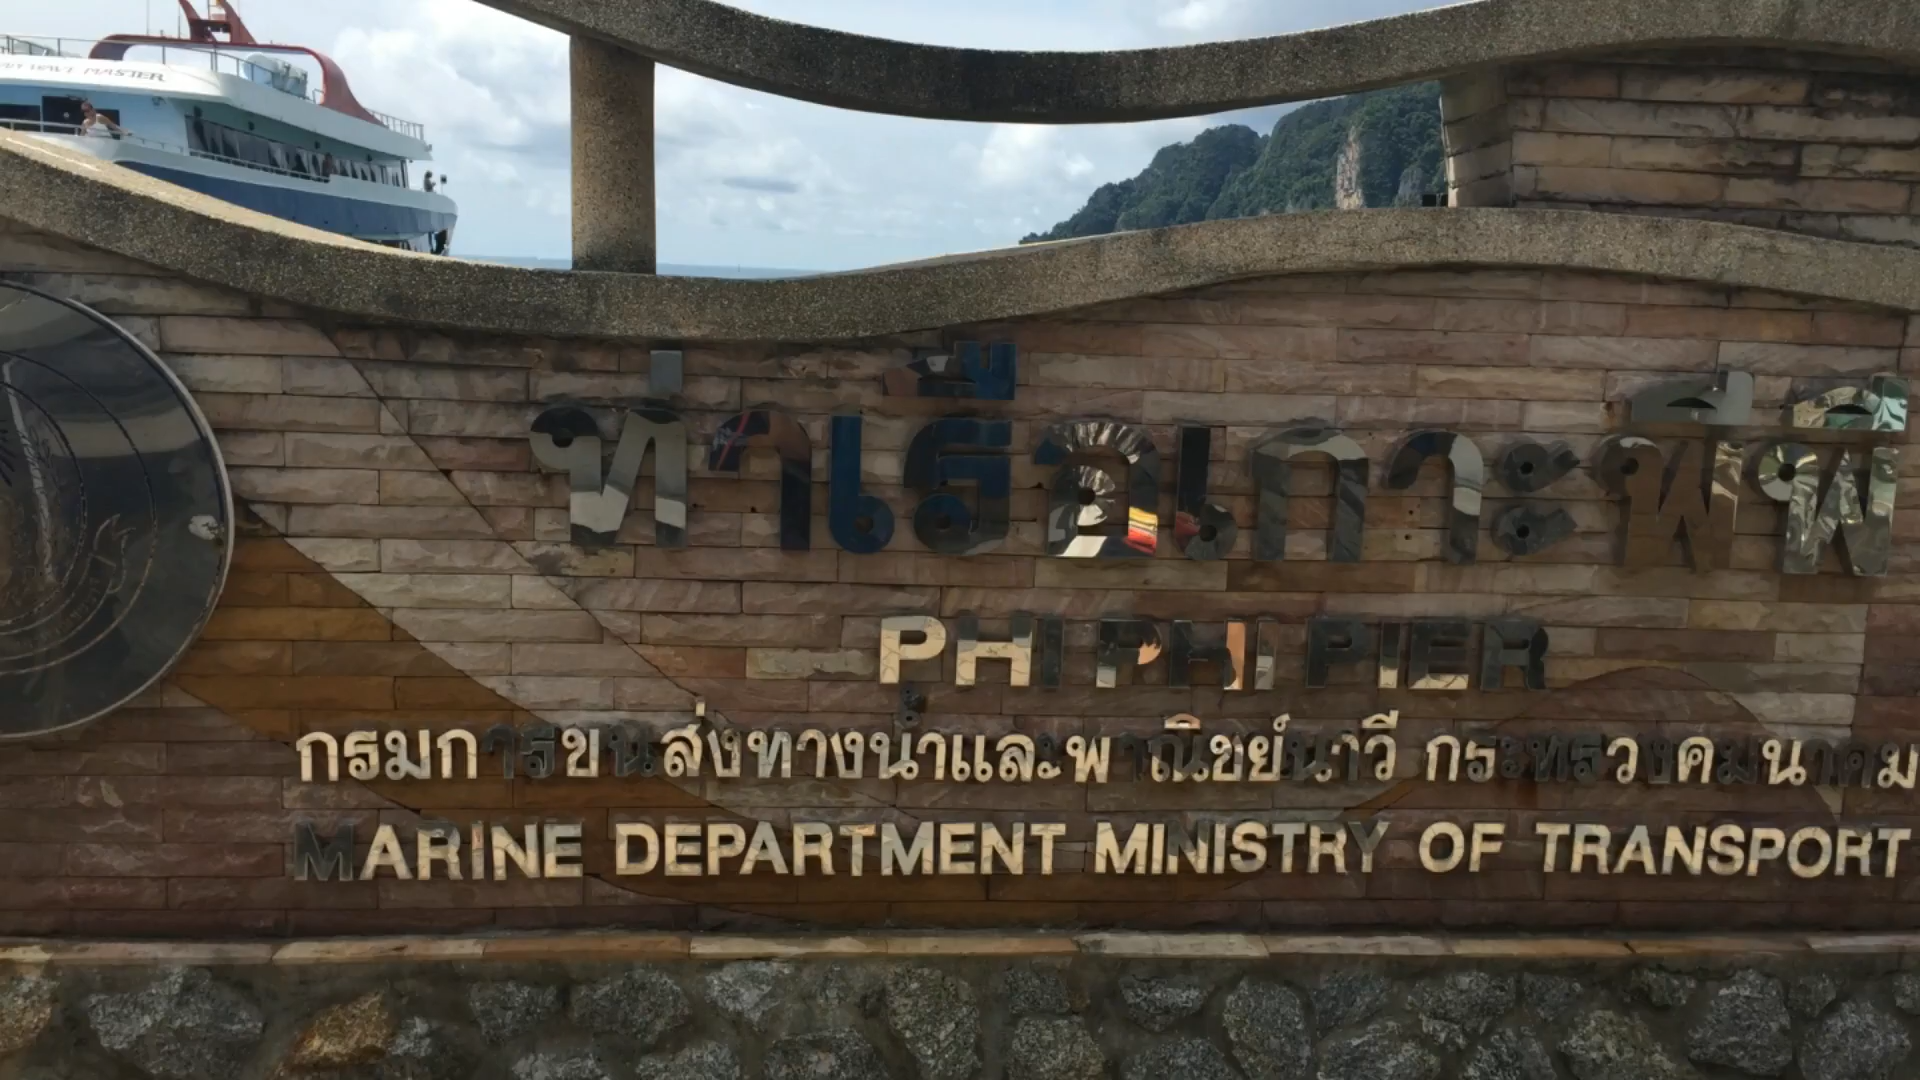 WAVE MASTER
ท่าเรือเกาะพีพี
PHI PHI PIER
กรมการขนส่งทางน้ำและพาณิชย์นาวี กระทรวงคมนาคม
MARINE DEPARTMENT MINISTRY OF TRANSPORT